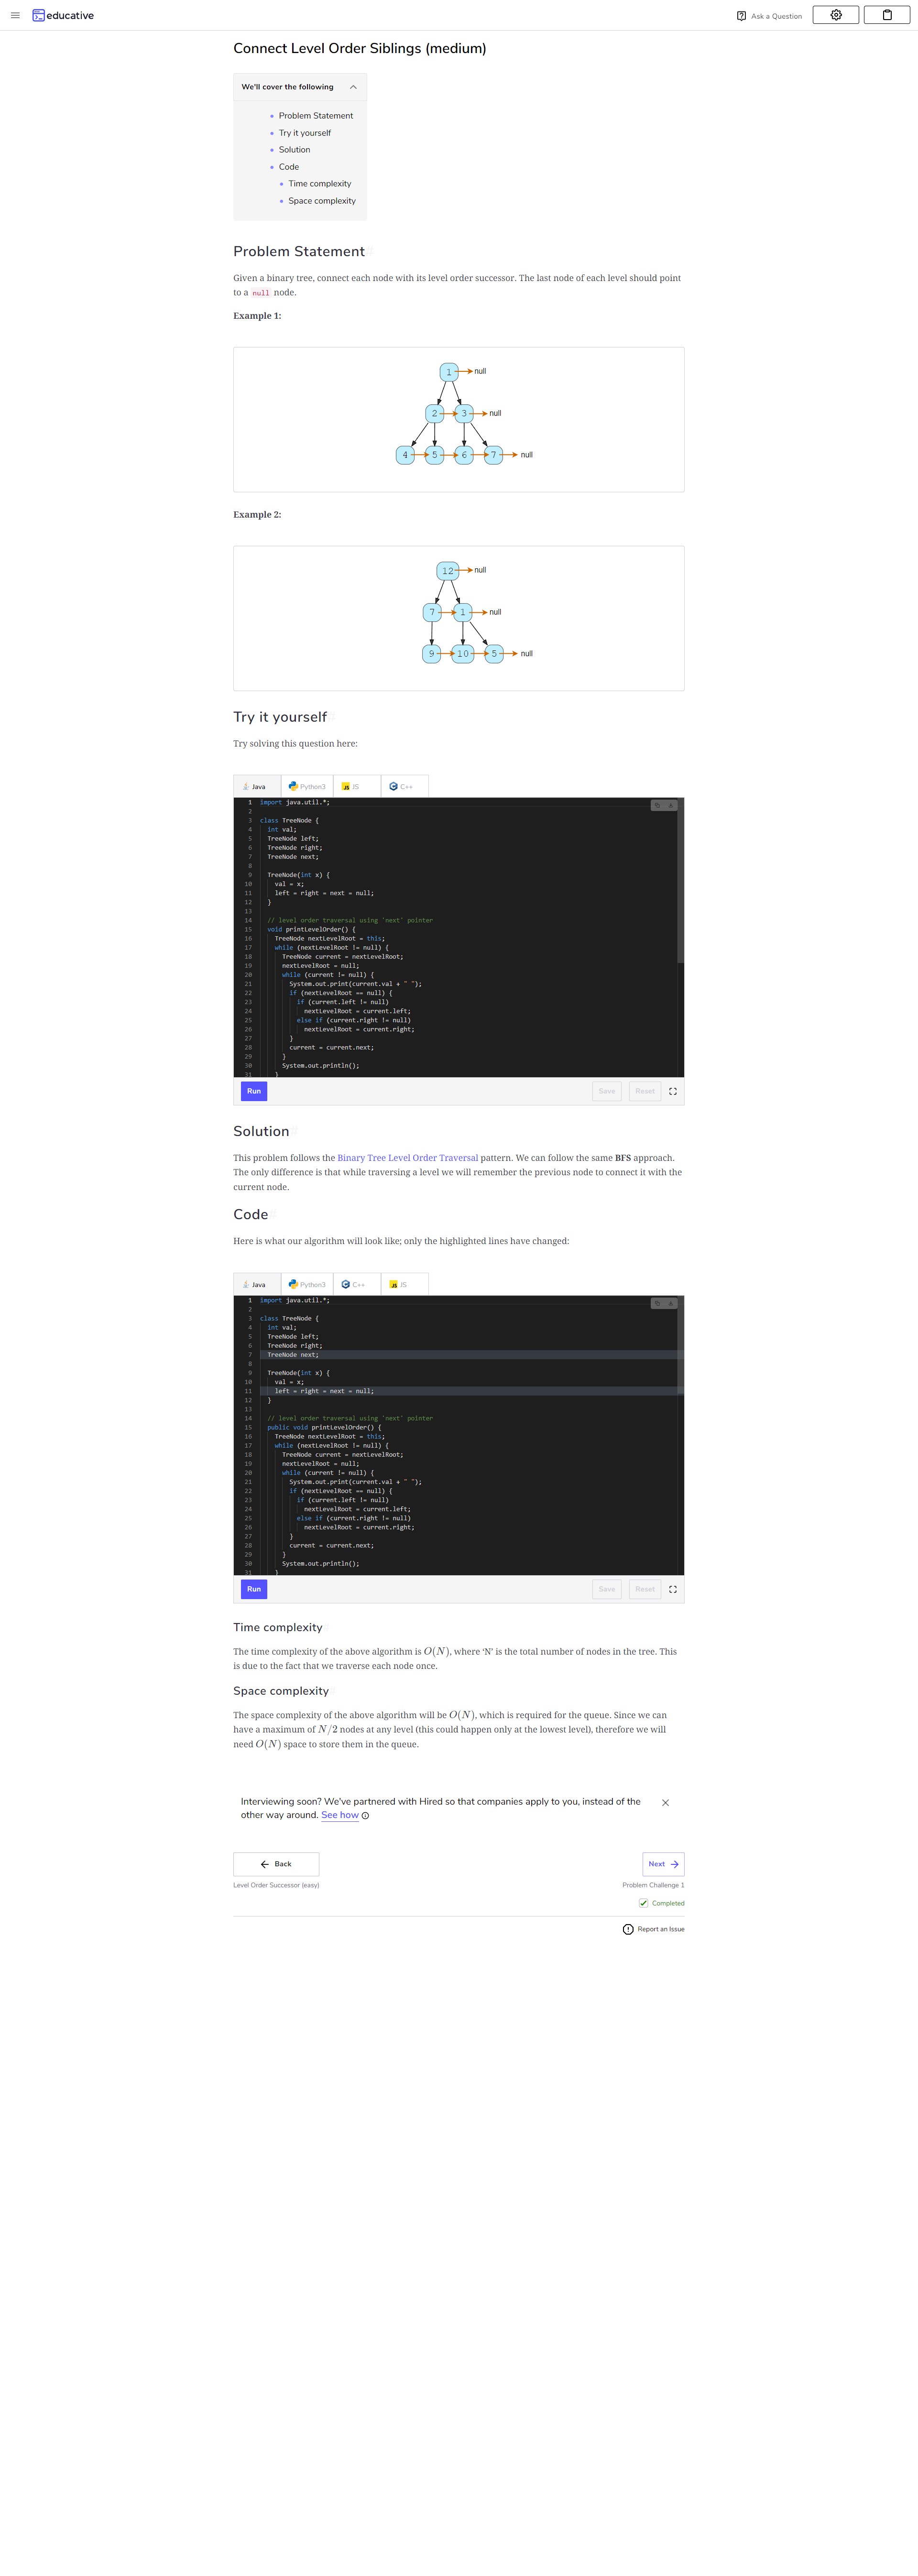 educative
Ask a Question
Connect Level Order Siblings (medium)
We'll cover the following
Problem Statement
Try it yourself
Solution
Code
Time complexity
Space complexity
Problem Statement
Given a binary tree, connect each node with its level order successor. The last node of each level should point
to a null node.
Example 1:
1 null
2 3 null
4 5 6 7 null
Example 2:
12 null
7 1 null
9 10 5 null
Try it yourself
Try solving this question here:
Java Python3 JS JS C++
1 import java.util.*;
2
3 class TreeNode {
4 int val;
5 TreeNode left;
6 TreeNode right;
7 TreeNode next;
8
9 TreeNode(int x) {
10 val = x;
11 left = right = next = null;
12 }
13
14 // level order traversal using 'next' pointer
15 void printLevelOrder() {
16 TreeNode nextLevelRoot = this;
17 while (nextLevelRoot != null) {
18 TreeNode current = nextLevelRoot;
19 nextLevelRoot = null;
20 while (current != null) {
21 System.out.print(current.val + " ");
22 if (nextLevelRoot == null) {
23 if (current.left != null)
24 nextLevelRoot = current.left;
25 else if (current.right != null)
26 nextLevelRoot = current.right;
27 }
28 current = current.next;
29 }
30 System.out.println();
31 }
Run Save Reset
Solution
This problem follows the Binary Tree Level Order Traversal pattern. We can follow the same BFS approach.
The only difference is that while traversing a level we will remember the previous node to connect it with the
current node.
Code
Here is what our algorithm will look like; only the highlighted lines have changed:
Java Python3 C++ JS JS
1 import java.util.*;
2
3 class TreeNode {
4 int val;
5 TreeNode left;
6 TreeNode right;
7 TreeNode next;
8
9 TreeNode(int x) {
10 val = x;
11 left = right = next = null;
12 }
13
14 // level order traversal using 'next' pointer
15 public void printLevelOrder() {
16 TreeNode nextLevelRoot = this;
17 while (nextLevelRoot != null) {
18 TreeNode current = nextLevelRoot;
19 nextLevelRoot = null;
20 while (current != null) {
21 System.out.print(current.val + " ");
22 if (nextLevelRoot == null) {
23 if (current.left != null)
24 nextLevelRoot = current.left;
25 else if (current.right != null)
26 nextLevelRoot = current.right;
27 }
28 current = current.next;
29 }
30 System.out.println();
31 }
Run Save Reset
Time complexity
The time complexity of the above algorithm is O(N), where ‘N’ is the total number of nodes in the tree. This
is due to the fact that we traverse each node once.
Space complexity
The space complexity of the above algorithm will be O(N), which is required for the queue. Since we can
have a maximum of N/2 nodes at any level (this could happen only at the lowest level), therefore we will
need O(N) space to store them in the queue.
Interviewing soon? We've partnered with Hired so that companies apply to you, instead of the
other way around. See how
Back Next
Level Order Successor (easy) Problem Challenge 1
Completed
Report an Issue